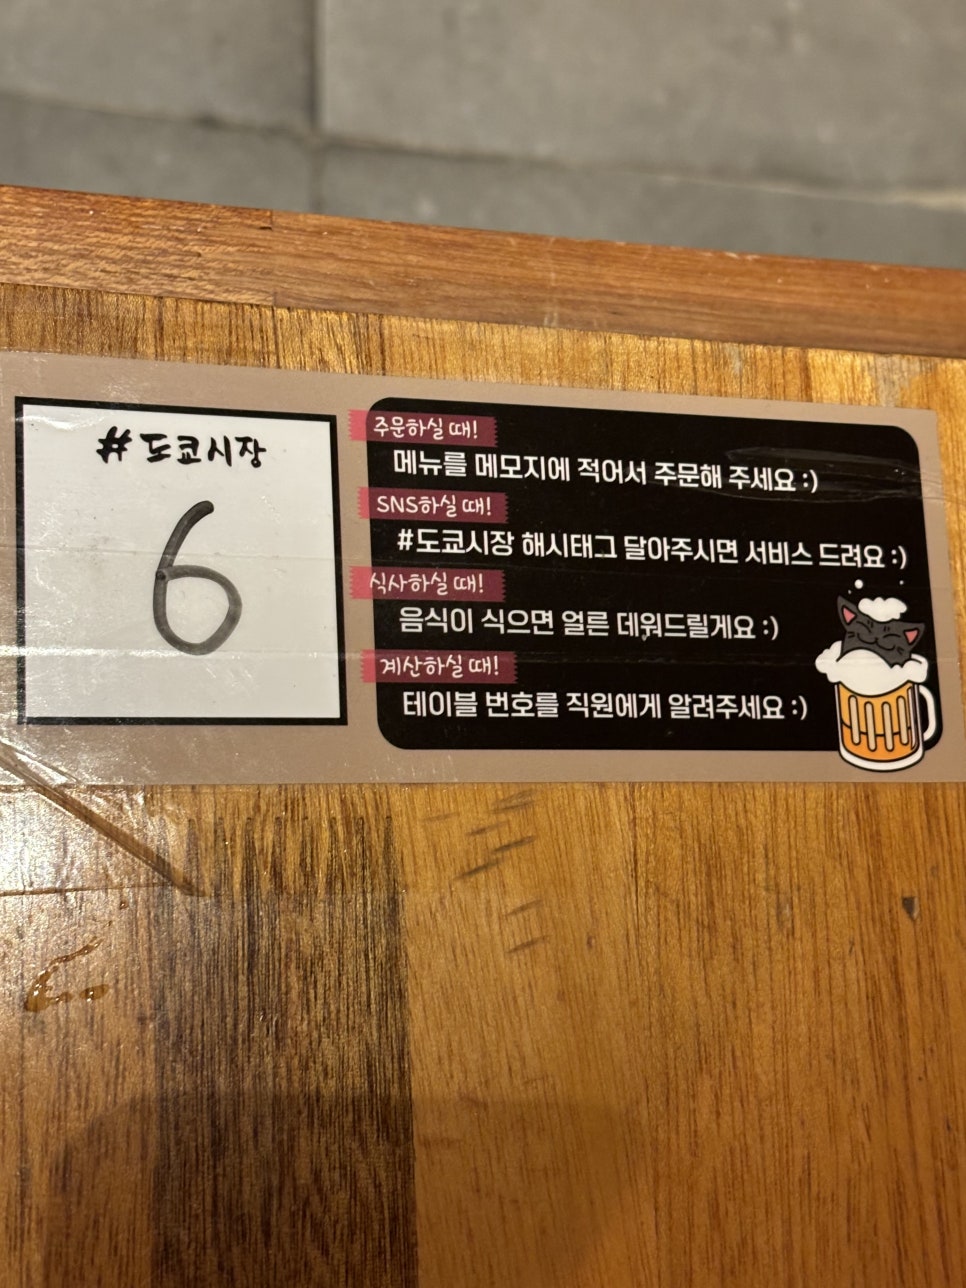 #도쿄시장
6
주문하실 때!
메뉴를 메모지에 적어서 주문해 주세요 :)
SNS하실 때!
#도쿄시장 해시태그 달아주시면 서비스 드려요 :)
식사하실 때!
음식이 식으면 얼른 데워드릴게요 :)
계산하실 때!
테이블 번호를 직원에게 알려주세요 :)